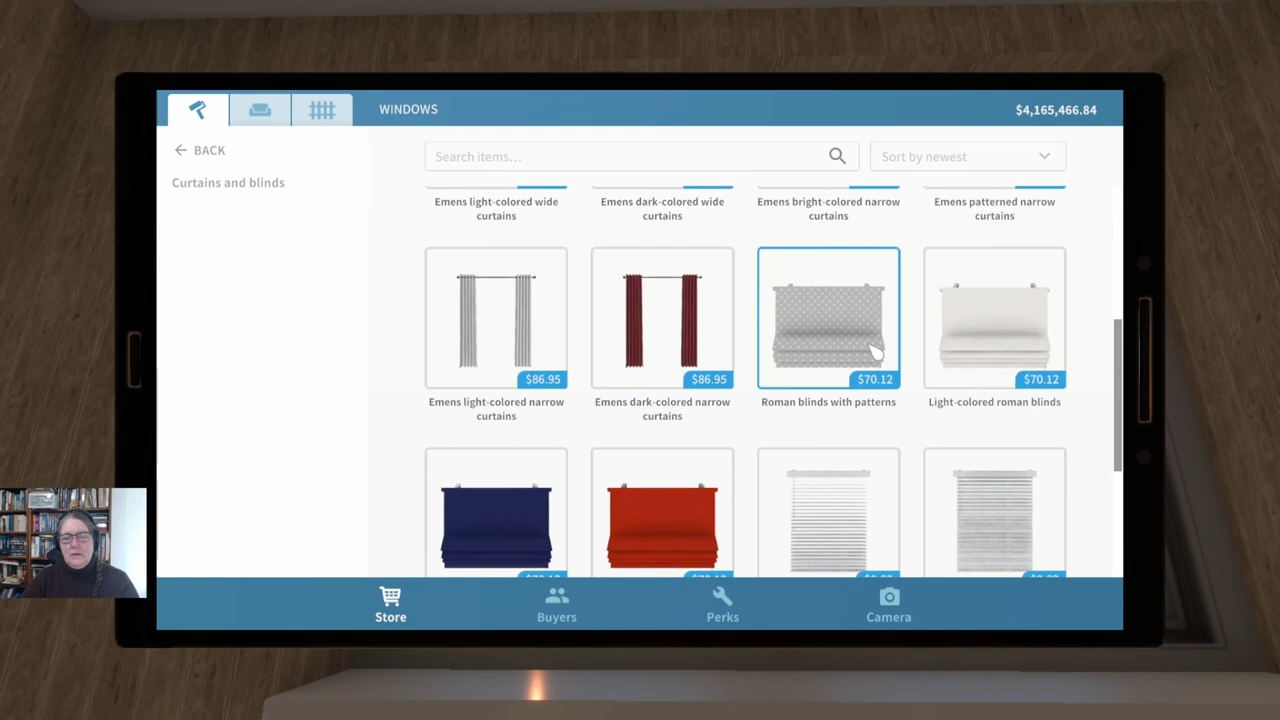 WINDOWS
$4,165,466.84
BACK
Search items...
Sort by newest
Curtains and blinds
Emens light-colored wide
curtains
Emens dark-colored wide
curtains
Emens bright-colored narrow
curtains
Emens patterned narrow
curtains
$86.95
$86.95
$70.12
$70.12
Emens light-colored narrow
curtains
Emens dark-colored narrow
curtains
Roman blinds with patterns
Light-colored roman blinds
Store
Buyers
Perks
Camera